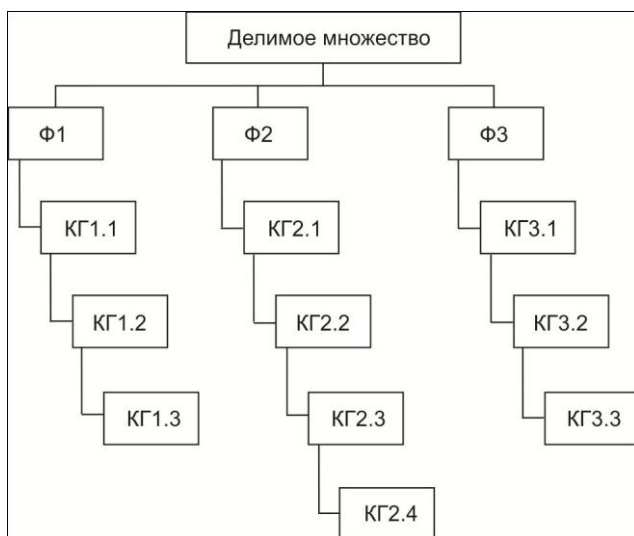 Делимое множество
Ф1
Ф2
Ф3
КГ1.1
КГ2.1
КГ3.1
КГ1.2
КГ2.2
КГ3.2
КГ1.3
КГ2.3
КГ3.3
КГ2.4